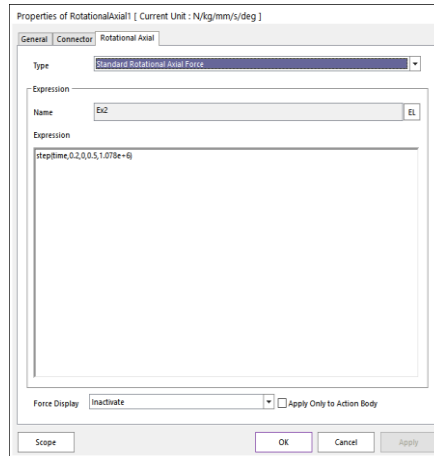 Properties of RotationalAxial1 [ Current Unit : N/kg/mm/s/deg ]
General Connector Rotational Axial
Type Standard Rotational Axial Force
Expression
Name Ex2 EL
Expression
step(time,0.2,0,0.5,1.078e+6)
Force Display Inactivate Apply Only to Action Body
Scope OK Cancel Apply